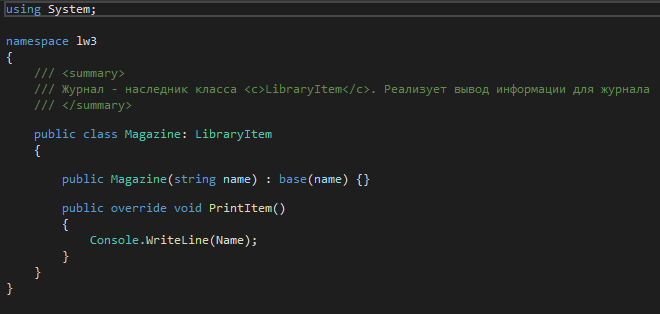 using System;
namespace lw3
{
/// <summary>
/// Журнал - наследник класса <c>LibraryItem</c>. Реализует вывод информации для журнала
/// </summary>
public class Magazine: LibraryItem
{
public Magazine(string name) : base(name) {}
public override void PrintItem()
{
Console.WriteLine(Name);
}
}
}